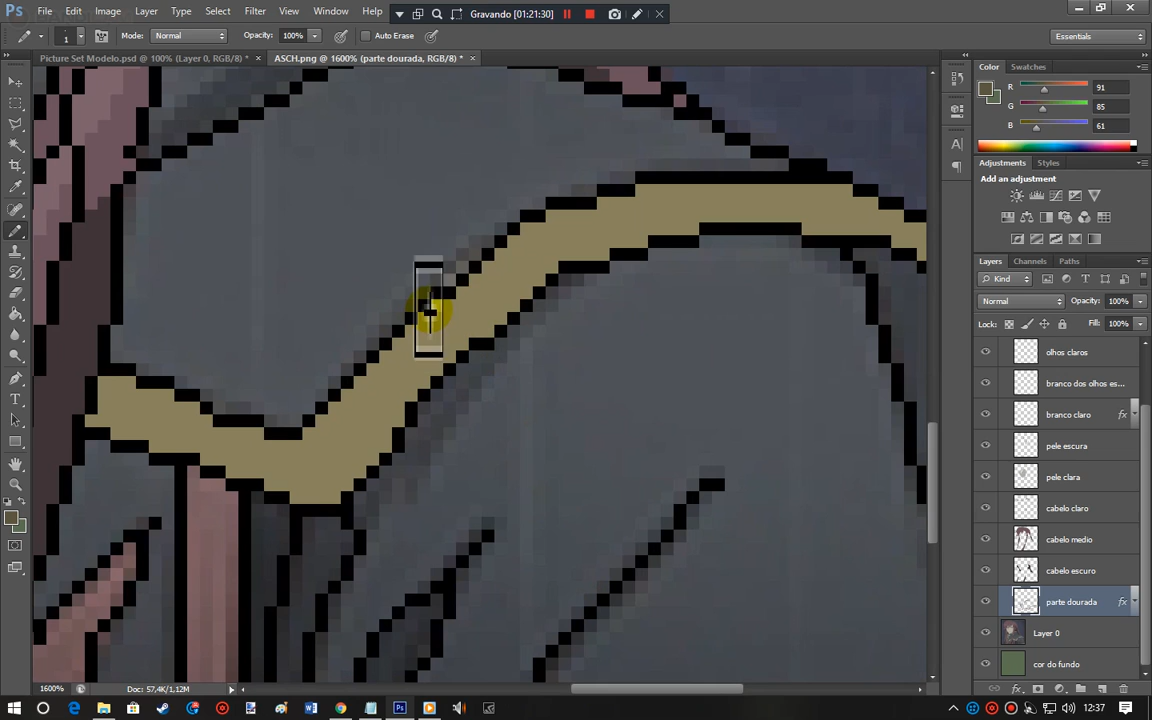 Ps File Edit Image Layer Type Select Filter View Window Help Gravando [01:21:30]
1 Mode: Normal Opacity: 100% Auto Erase Essentials
Picture Set Modelo.psd @ 100% (Layer 0, RGB/8) * × ASCH.png @ 1600% (parte dourada, RGB/8) * ×
Color Swatches
R 91
G 85
B 61
Adjustments Styles
Add an adjustment
Layers Channels Paths
Kind
Normal Opacity: 100%
Lock: Fill: 100%
olhos claros
branco dos olhos es...
branco claro fx
pele escura
pele clara
cabelo claro
cabelo medio
cabelo escuro
parte dourada fx
Layer 0
cor do fundo
1600% Doc: 57,4K/1,12M
12:37